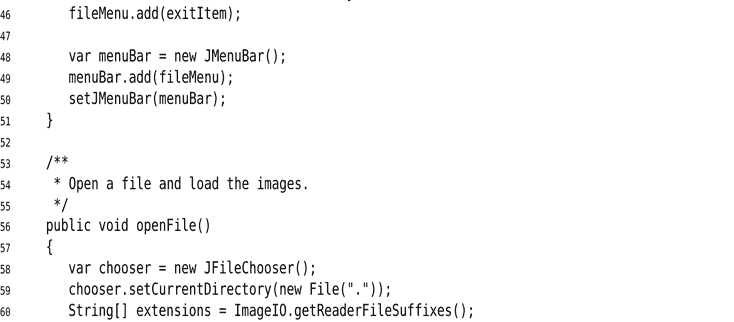 46 fileMenu.add(exitItem);
47
48 var menuBar = new JMenuBar();
49 menuBar.add(fileMenu);
50 setJMenuBar(menuBar);
51 }
52
53 /**
54 * Open a file and load the images.
55 */
56 public void openFile()
57 {
58 var chooser = new JFileChooser();
59 chooser.setCurrentDirectory(new File("."));
60 String[] extensions = ImageIO.getReaderFileSuffixes();